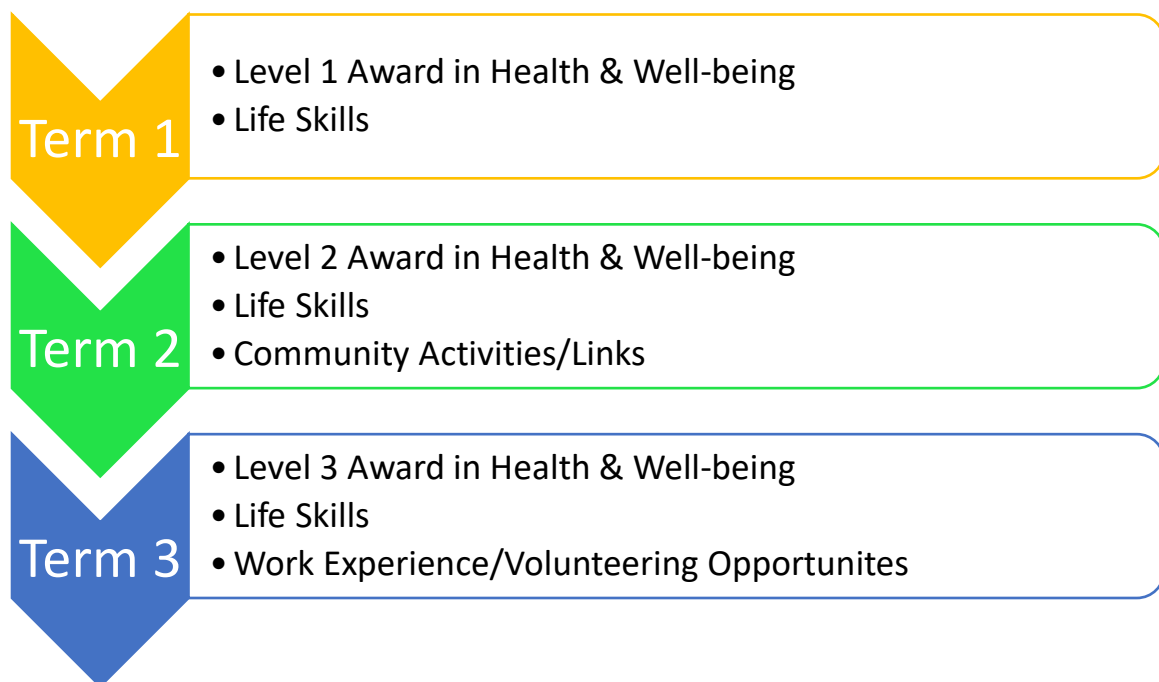 Term 1
• Level 1 Award in Health & Well-being
• Life Skills
Term 2
• Level 2 Award in Health & Well-being
• Life Skills
• Community Activities/Links
Term 3
• Level 3 Award in Health & Well-being
• Life Skills
• Work Experience/Volunteering Opportunites